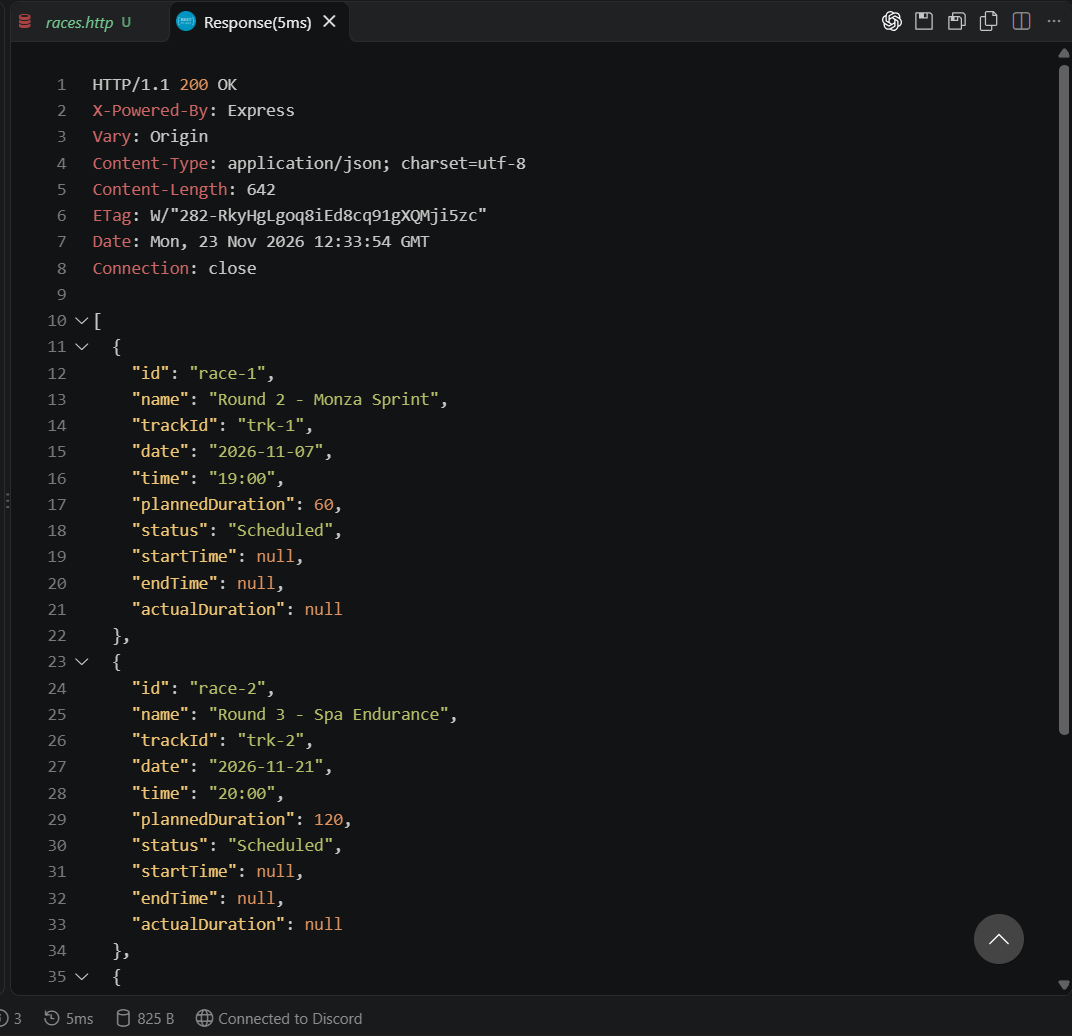 races.http U
Response(5ms)
1 HTTP/1.1 200 OK
2 X-Powered-By: Express
3 Vary: Origin
4 Content-Type: application/json; charset=utf-8
5 Content-Length: 642
6 ETag: W/"282-RkyHgLgoq8iEd8cq91gXQMji5zc"
7 Date: Mon, 23 Nov 2026 12:33:54 GMT
8 Connection: close
9
10 [
11 {
12 "id": "race-1",
13 "name": "Round 2 - Monza Sprint",
14 "trackId": "trk-1",
15 "date": "2026-11-07",
16 "time": "19:00",
17 "plannedDuration": 60,
18 "status": "Scheduled",
19 "startTime": null,
20 "endTime": null,
21 "actualDuration": null
22 },
23 {
24 "id": "race-2",
25 "name": "Round 3 - Spa Endurance",
26 "trackId": "trk-2",
27 "date": "2026-11-21",
28 "time": "20:00",
29 "plannedDuration": 120,
30 "status": "Scheduled",
31 "startTime": null,
32 "endTime": null,
33 "actualDuration": null
34 },
35 {
3 5ms 825 B Connected to Discord